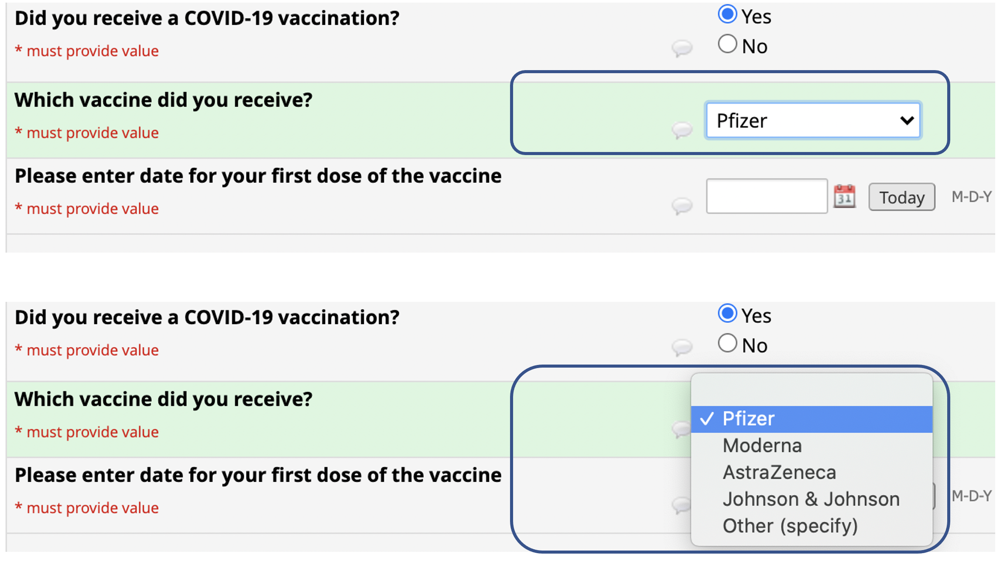 Did you receive a COVID-19 vaccination?
Yes
* must provide value
No
Which vaccine did you receive?
Pfizer
* must provide value
Please enter date for your first dose of the vaccine
31
Today
M-D-Y
* must provide value
Did you receive a COVID-19 vaccination?
Yes
* must provide value
No
Which vaccine did you receive?
* must provide value
✓ Pfizer
Moderna
AstraZeneca
Johnson & Johnson
Other (specify)
Please enter date for your first dose of the vaccine
M-D-Y
* must provide value